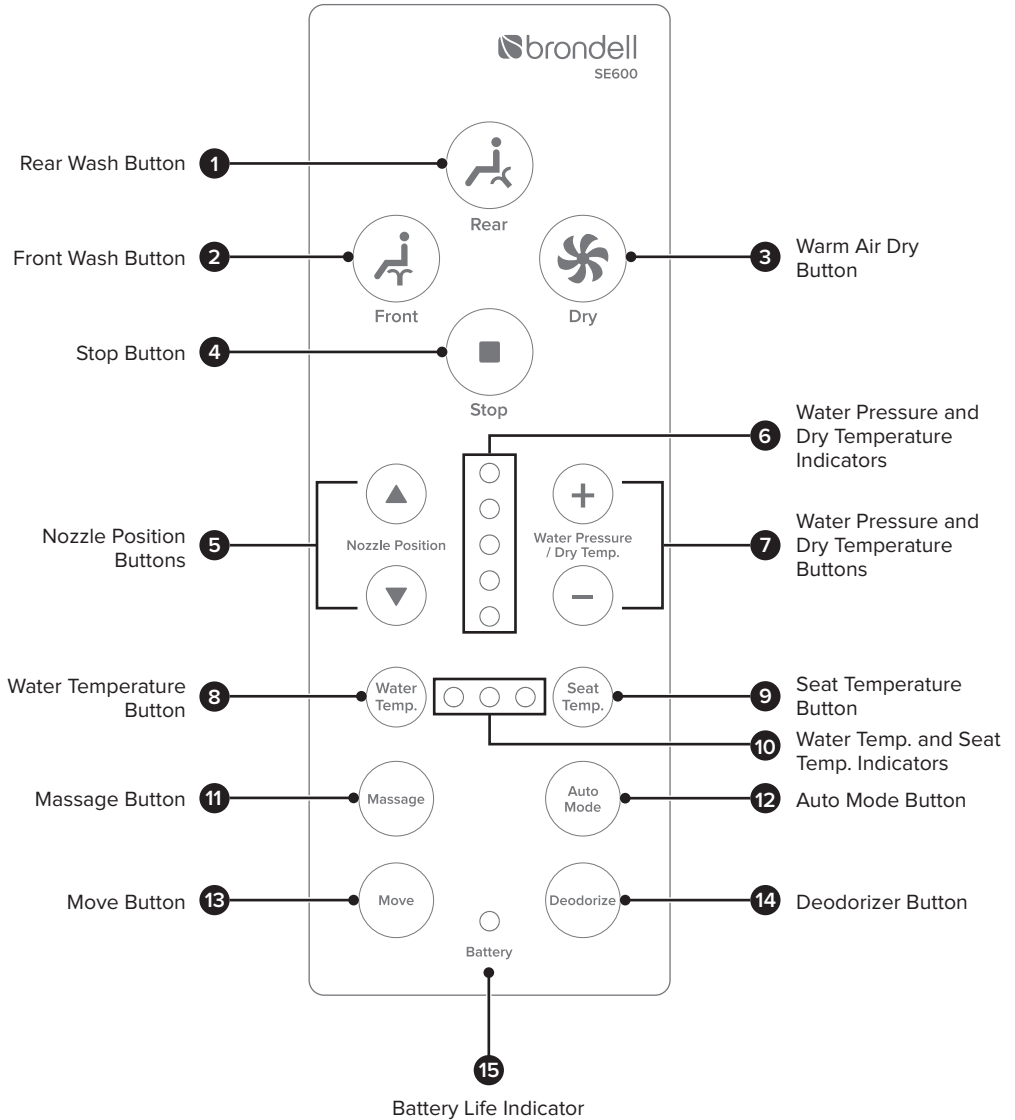 brondell
SE600
Rear Wash Button 1
Rear
Front Wash Button 2
3 Warm Air Dry
Button
Front
Dry
Stop Button 4
Stop
6 Water Pressure and
Dry Temperature
Indicators
Nozzle Position
Buttons
5
Nozzle Position
Water Pressure
/ Dry Temp.
7 Water Pressure and
Dry Temperature
Buttons
Water Temperature
Button
8
Water
Temp.
Seat
Temp.
9 Seat Temperature
Button
10 Water Temp. and Seat
Temp. Indicators
Massage Button 11
Massage
Auto
Mode
12 Auto Mode Button
Move Button 13
Move
Deodorize
14 Deodorizer Button
Battery
15
Battery Life Indicator